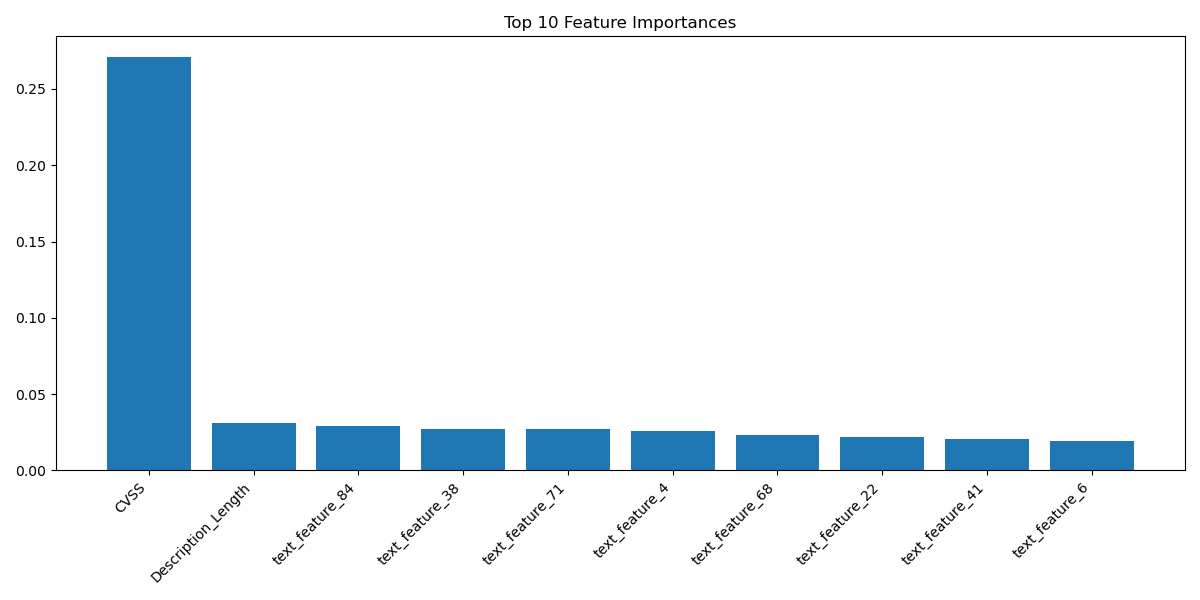 Top 10 Feature Importances
0.25
0.20
0.15
0.10
0.05
0.00
CVSS
Description_Length
text_feature_84
text_feature_38
text_feature_71
text_feature_4
text_feature_68
text_feature_22
text_feature_41
text_feature_6